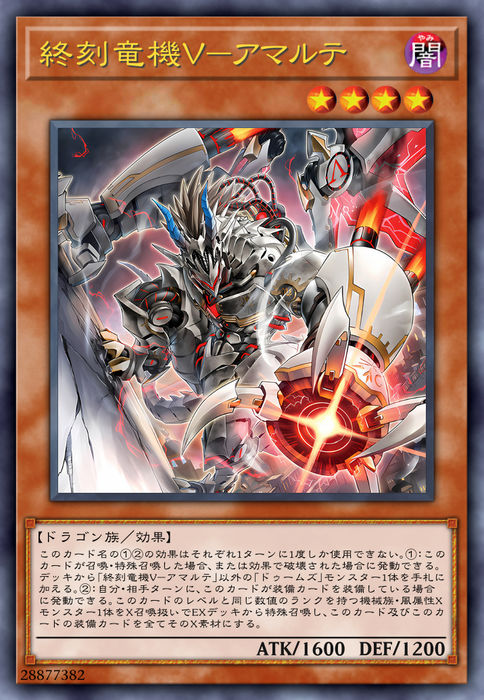 終刻竜機Ⅴ－アマルテ
やみ
闇
【ドラゴン族／効果】
このカード名の①②の効果はそれぞれ1ターンに1度しか使用できない。①：この
カードが召喚・特殊召喚した場合、または効果で破壊された場合に発動できる。
デッキから「終刻竜機Ⅴ－アマルテ」以外の「ドゥームズ」モンスター1体を手札に
加える。②：自分・相手ターンに、このカードが装備カードを装備している場合
に発動できる。このカードのレベルと同じ数値のランクを持つ機械族・風属性X
モンスター1体をX召喚扱いでEXデッキから特殊召喚し、このカード及びこのカー
ドの装備カードを全てそのX素材にする。
ATK/1600 DEF/1200
28877382